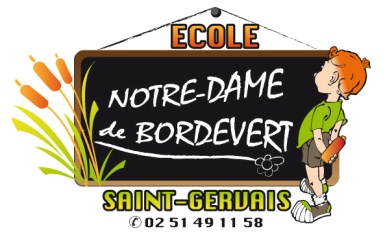 ECOLE
NOTRE-DAME
de BORDEVERT
SAINT-GERVAIS
✆ 02 51 49 11 58